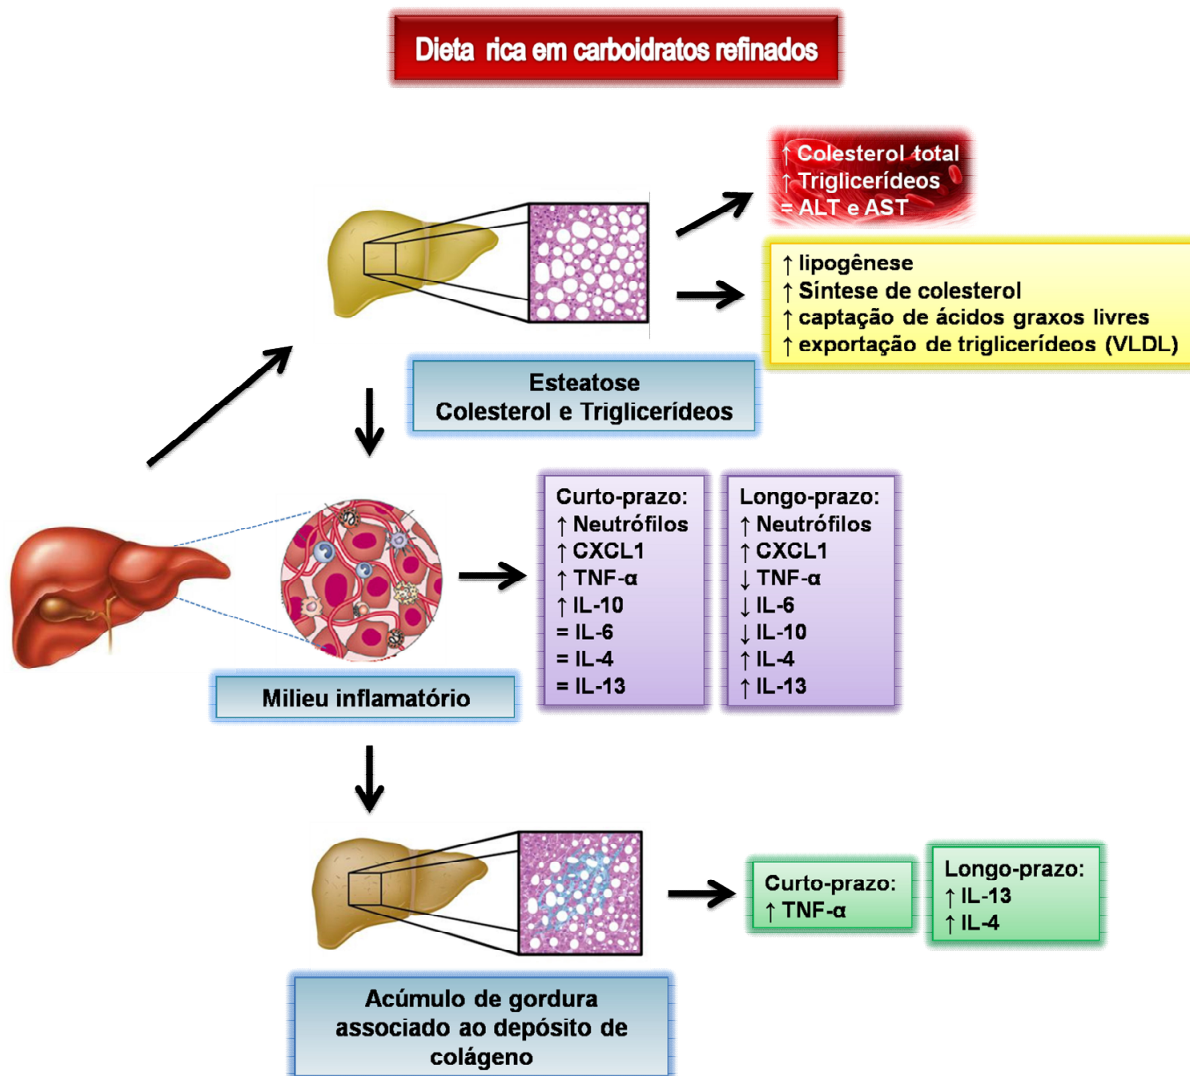 Dieta rica em carboidratos refinados
↑ Colesterol total
↑ Triglicerídeos
= ALT e AST
↑ lipogênese
↑ Síntese de colesterol
↑ captação de ácidos graxos livres
↑ exportação de triglicerídeos (VLDL)
Esteatose
Colesterol e Triglicerídeos
Curto-prazo:
↑ Neutrófilos
↑ CXCL1
↑ TNF-α
↑ IL-10
= IL-6
= IL-4
= IL-13
Longo-prazo:
↑ Neutrófilos
↑ CXCL1
↓ TNF-α
↓ IL-6
↓ IL-10
↑ IL-4
↑ IL-13
Milieu inflamatório
Curto-prazo:
↑ TNF-α
Longo-prazo:
↑ IL-13
↑ IL-4
Acúmulo de gordura
associado ao depósito de
colágeno